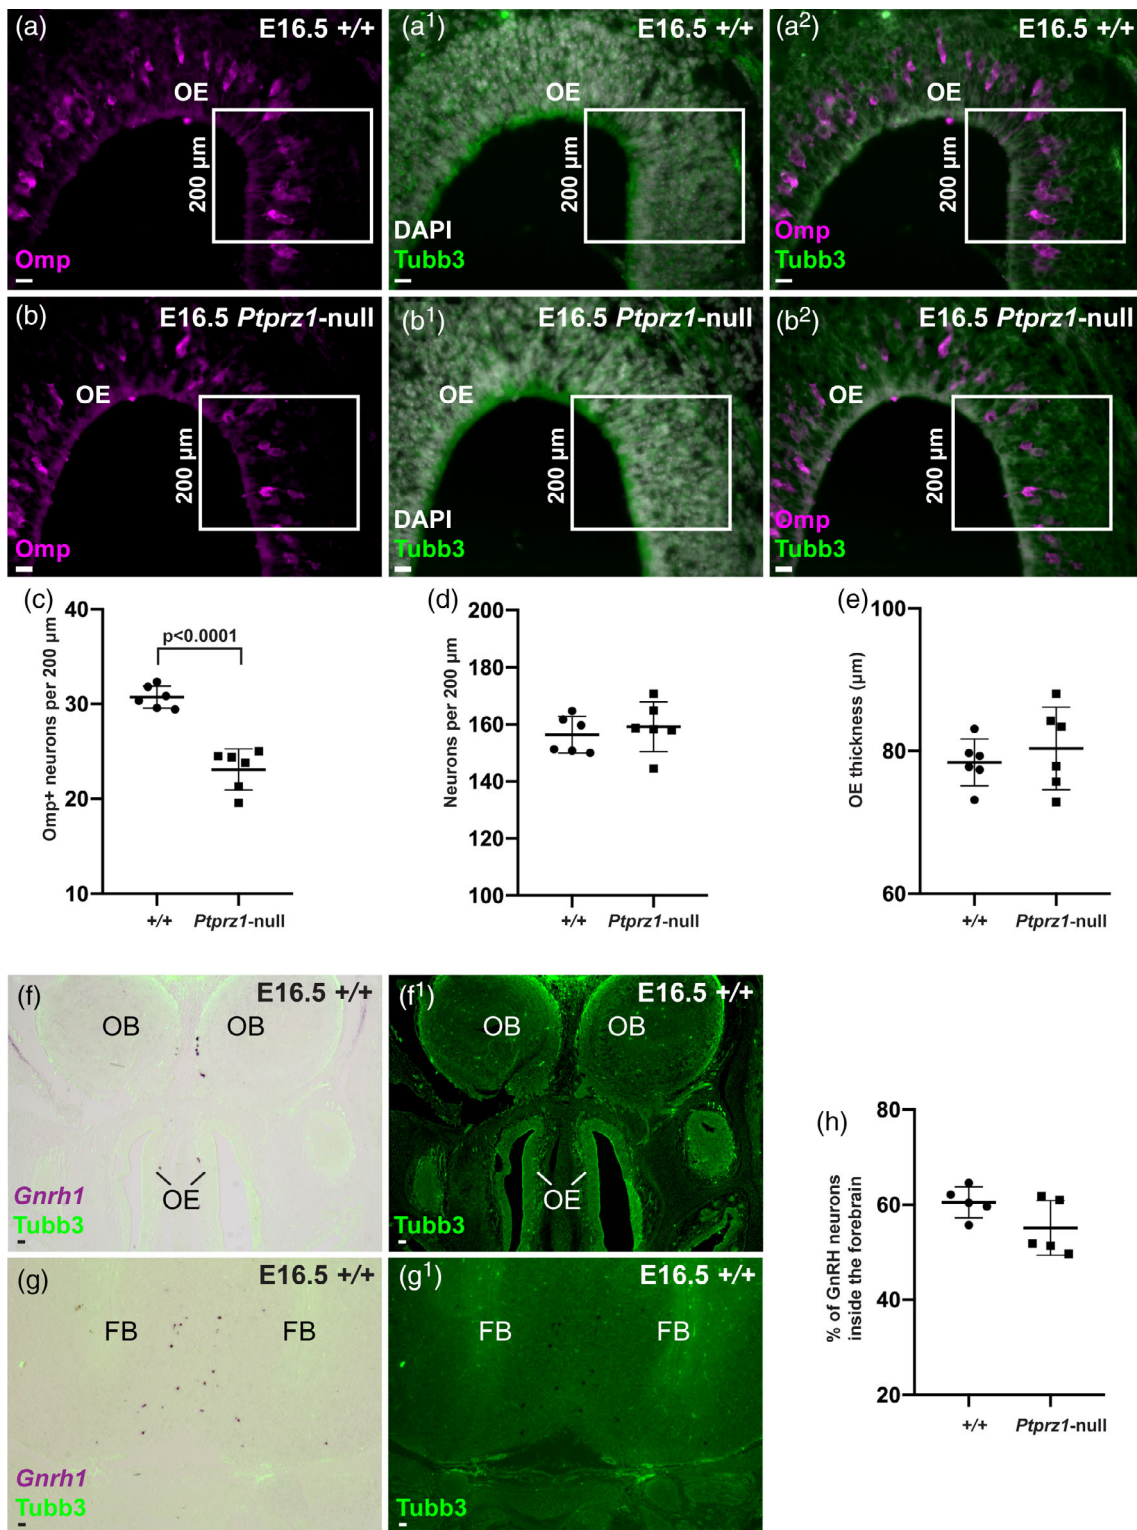 (a) E16.5 +/+
OE
200 µm
Omp
(a¹) E16.5 +/+
200 µm
DAPI
Tubb3
(a²) E16.5 +/+
OE
200 µm
Omp
Tubb3
(b) E16.5 Ptprz1-null
OE
200 µm
Omp
(b¹) E16.5 Ptprz1-null
OE
200 µm
DAPI
Tubb3
(b²) E16.5 Ptprz1-null
OE
200 µm
Omp
Tubb3
(c)
Omp+ neurons per 200 µm
40
30
20
10
p<0.0001
+/+ Ptprz1-null
(d)
Neurons per 200 µm
200
180
160
140
120
100
+/+ Ptprz1-null
(e)
OE thickness (µm)
100
80
60
+/+ Ptprz1-null
(f) E16.5 +/+
OB OB
OE
Gnrh1
Tubb3
(f¹) E16.5 +/+
OB OB
OE
Tubb3
(g) E16.5 +/+
FB FB
Gnrh1
Tubb3
(g¹) E16.5 +/+
FB FB
Tubb3
(h)
% of GnRH neurons
inside the forebrain
80
60
40
20
+/+ Ptprz1-null